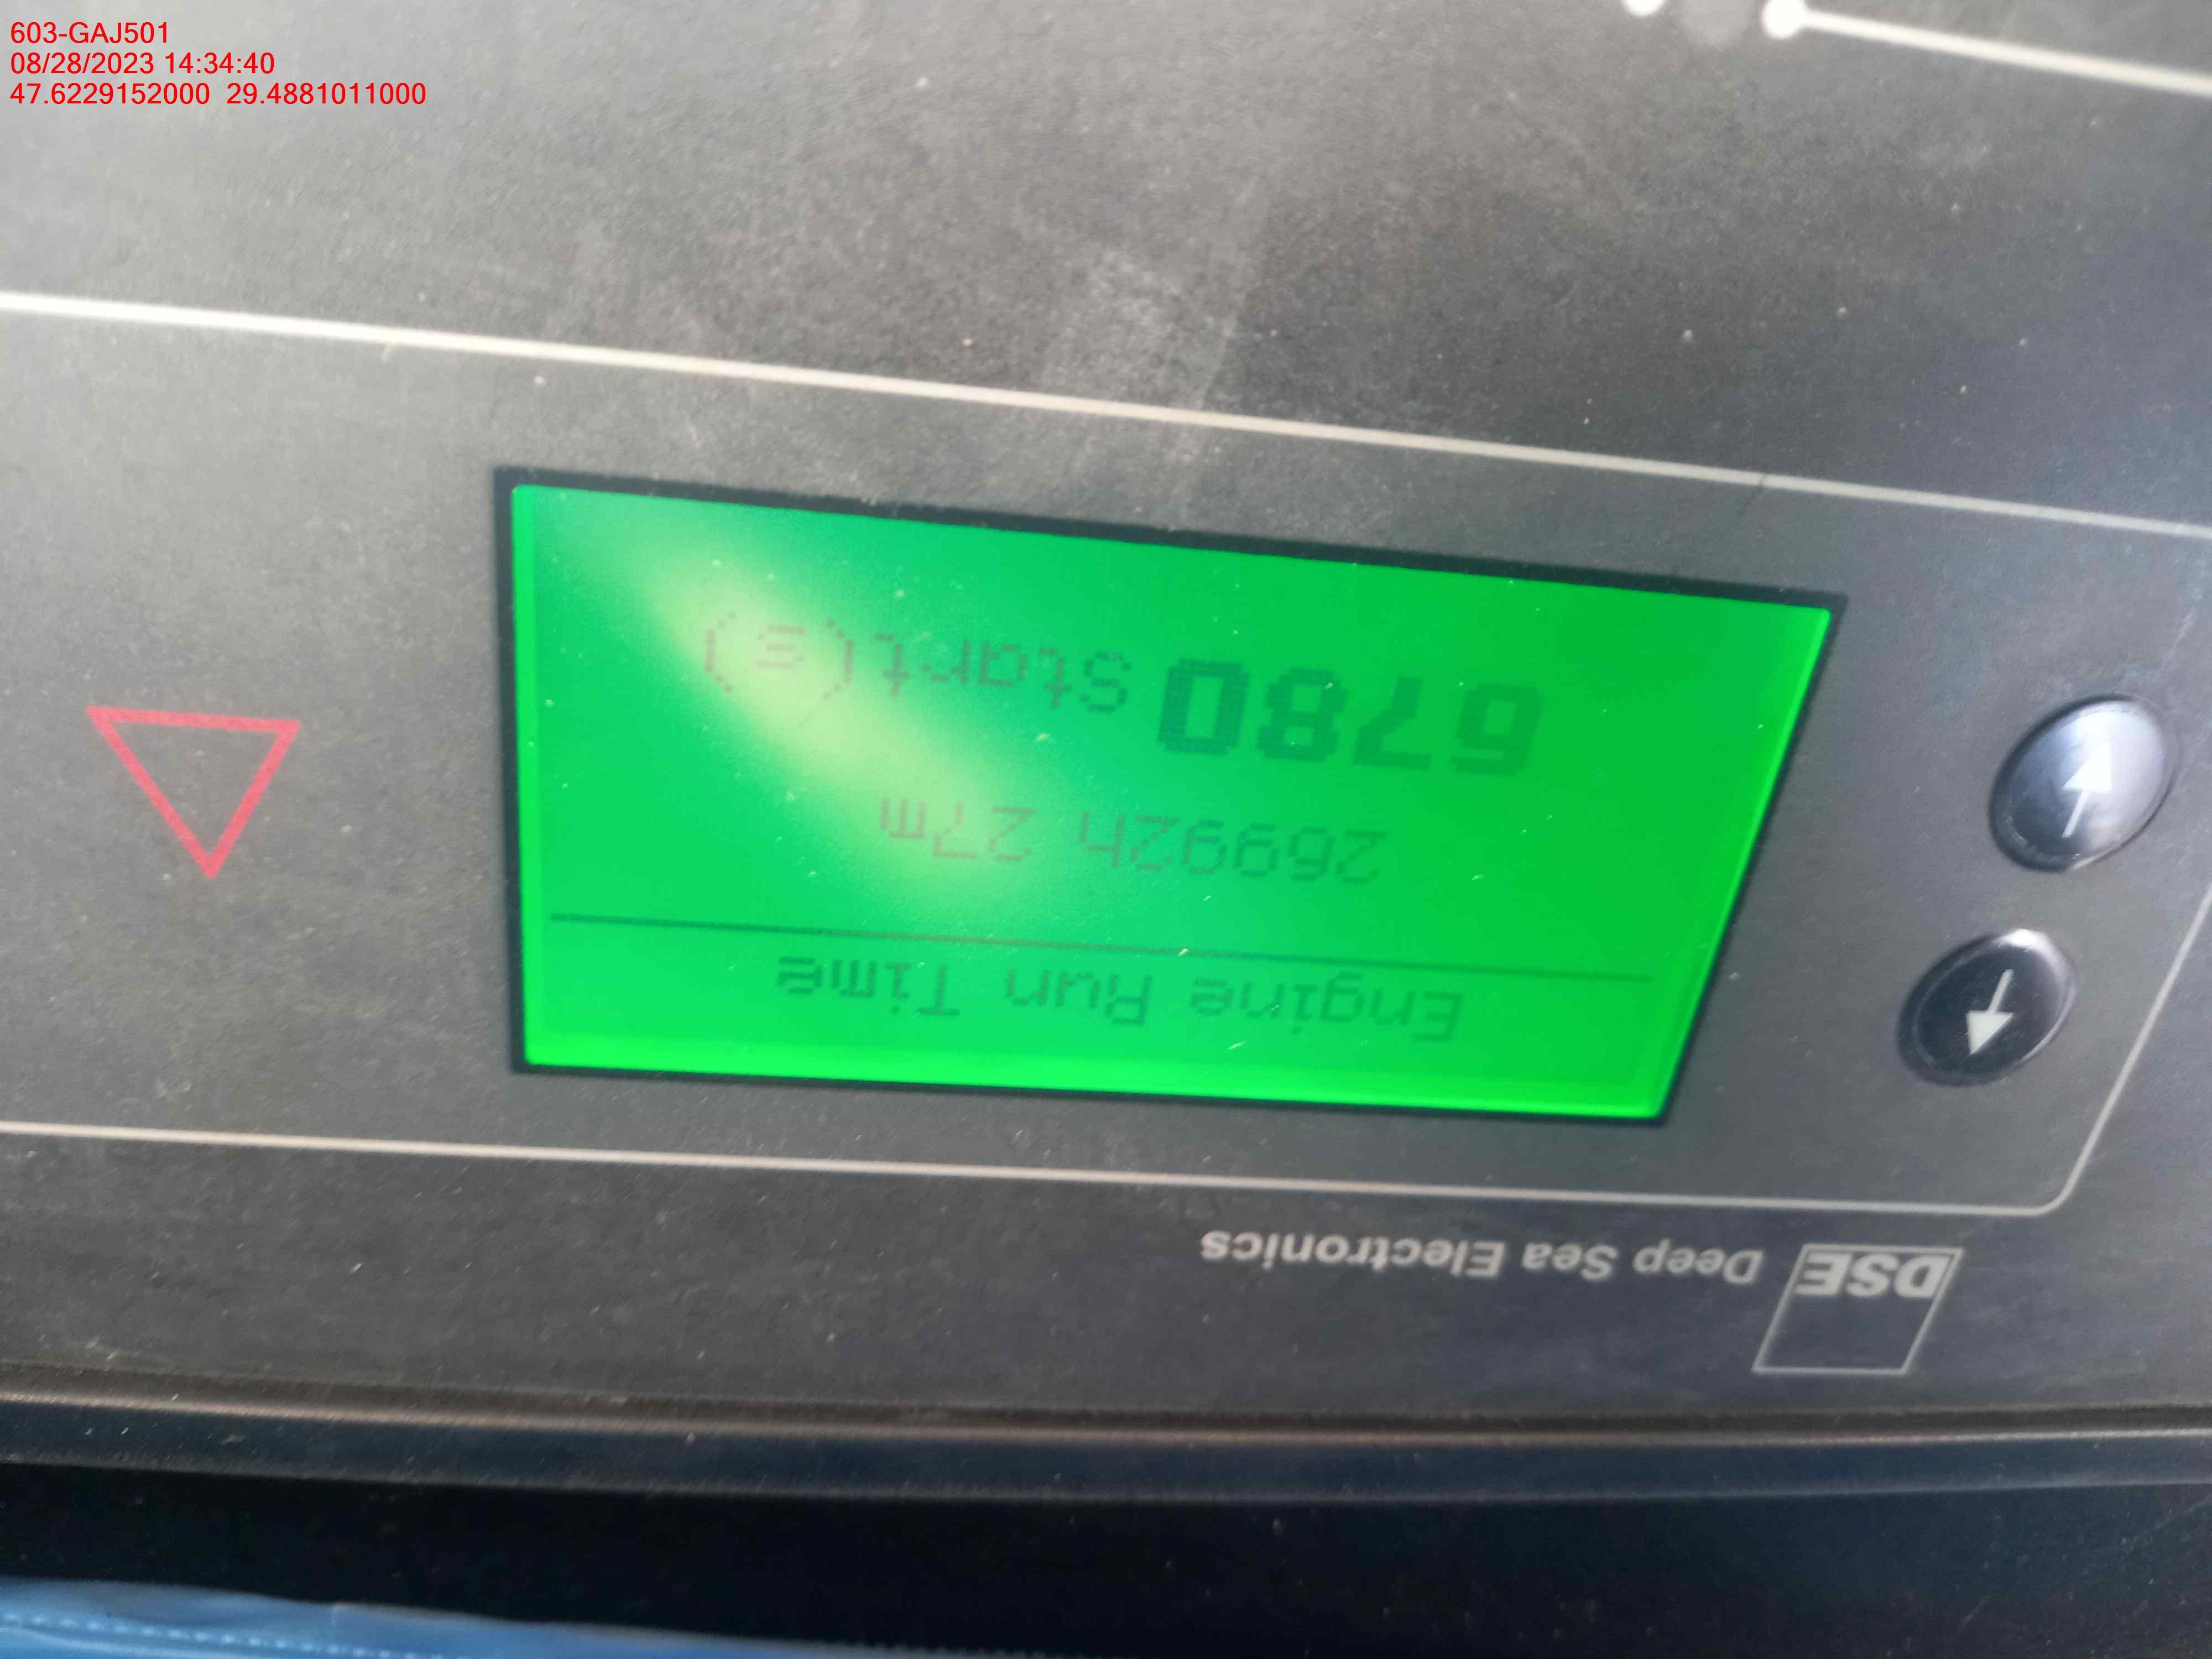 603-GAJ501
08/28/2023 14:34:40
47.6229152000 29.4881011000
DSE Deep Sea Electronics
Engine Run Time
26992h 27m
6780 Start(s)